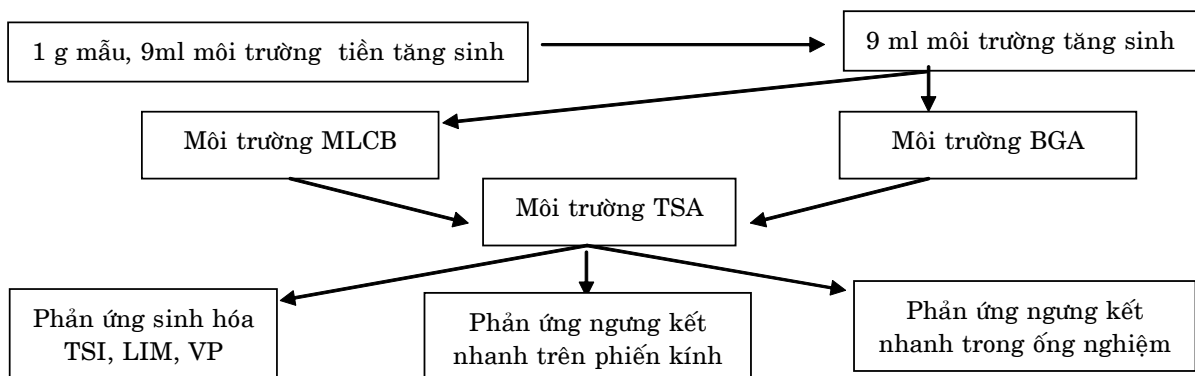 1 g mẫu, 9ml môi trường tiền tăng sinh
9 ml môi trường tăng sinh
Môi trường MLCB
Môi trường BGA
Môi trường TSA
Phản ứng sinh hóa
TSI, LIM, VP
Phản ứng ngưng kết
nhanh trên phiến kính
Phản ứng ngưng kết
nhanh trong ống nghiệm